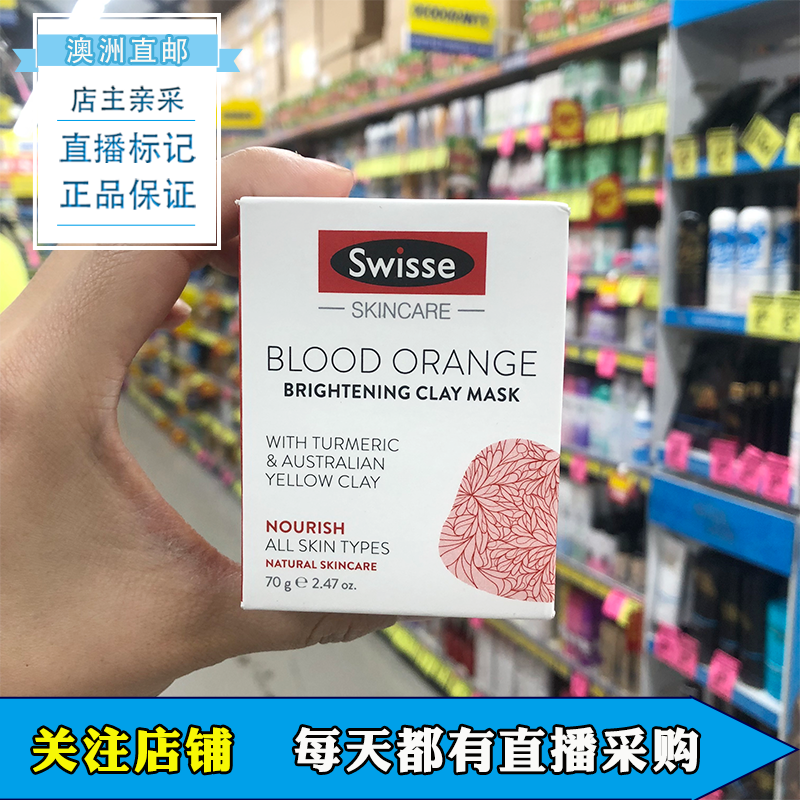 澳洲直邮
店主亲采
直播标记
正品保证
Swisse
SKINCARE
BLOOD ORANGE
BRIGHTENING CLAY MASK
WITH TURMERIC
& AUSTRALIAN
YELLOW CLAY
NOURISH
ALL SKIN TYPES
NATURAL SKINCARE
70 g e 2.47 oz.
关注店铺 每天都有直播采购